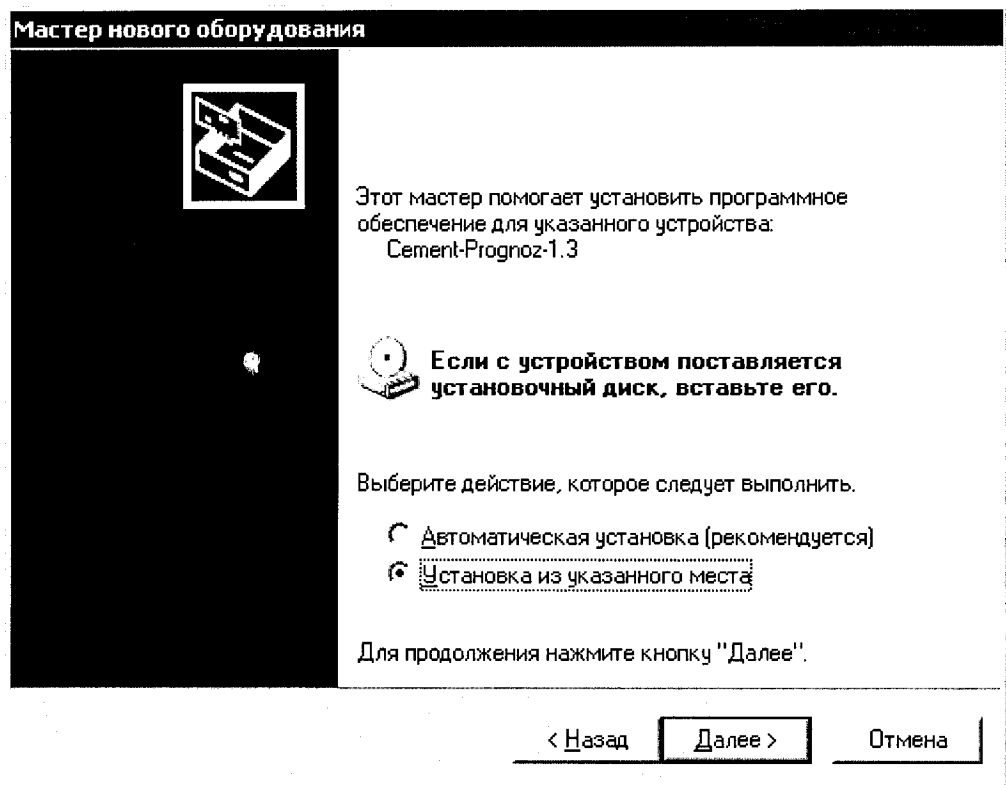 Мастер нового оборудования
Этот мастер помогает установить программное
обеспечение для указанного устройства:
Cement-Prognoz-1.3
Если с устройством поставляется
установочный диск, вставьте его.
Выберите действие, которое следует выполнить.
Автоматическая установка (рекомендуется)
Установка из указанного места
Для продолжения нажмите кнопку "Далее".
< Назад Далее > Отмена